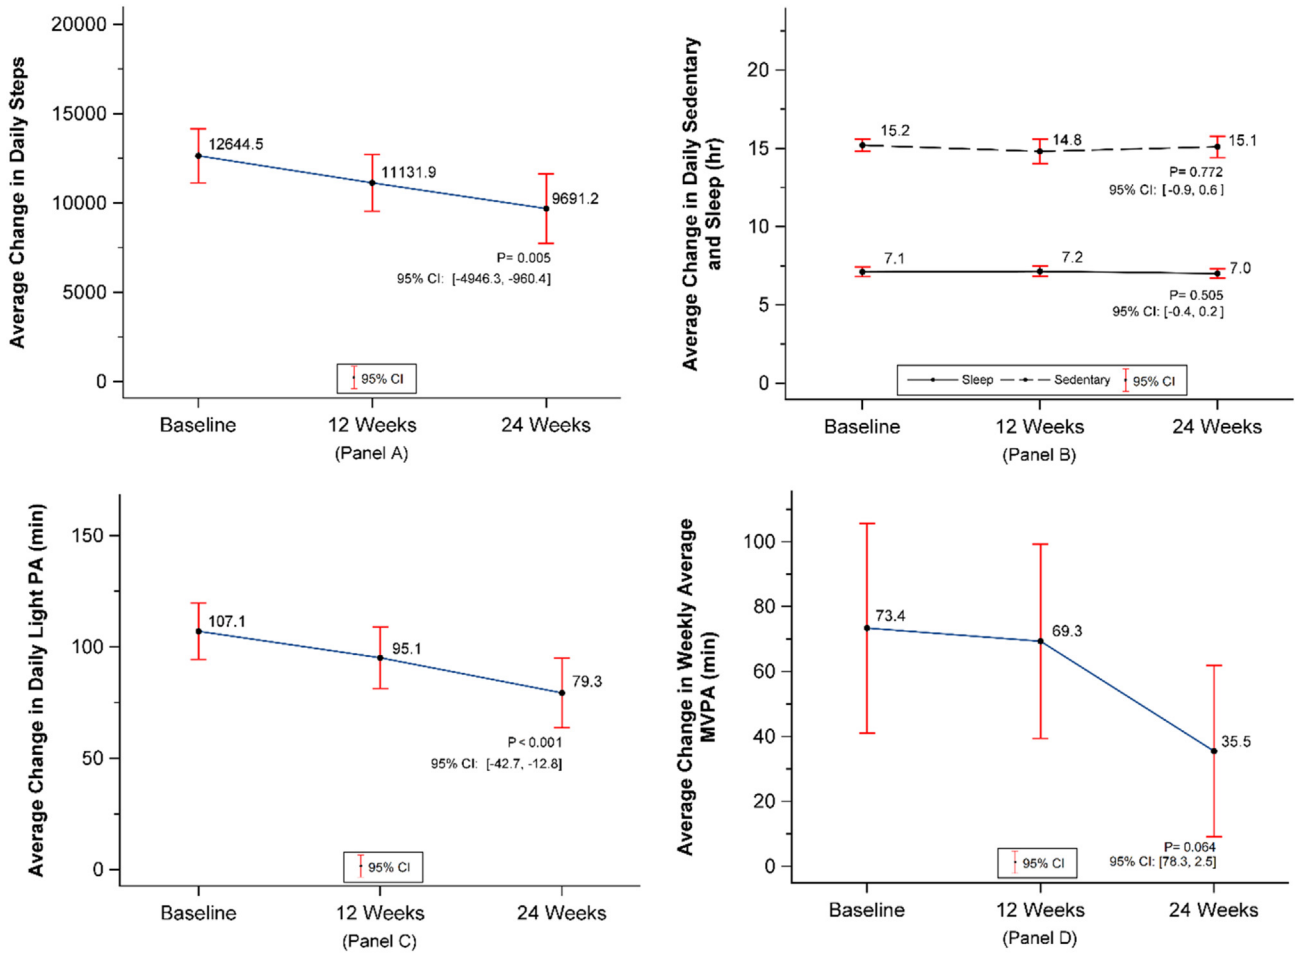 Average Change in Daily Steps
20000
15000
10000
5000
0
12644.5
11131.9
9691.2
P= 0.005
95% CI: [-4946.3, -960.4]
95% CI
Baseline
12 Weeks
24 Weeks
(Panel A)
Average Change in Daily Sedentary
and Sleep (hr)
20
15
10
5
0
15.2
14.8
15.1
P= 0.772
95% CI: [-0.9, 0.6]
7.1
7.2
7.0
P= 0.505
95% CI: [-0.4, 0.2]
Sleep Sedentary 95% CI
Baseline
12 Weeks
24 Weeks
(Panel B)
Average Change in Daily Light PA (min)
150
100
50
0
107.1
95.1
79.3
P<0.001
95% CI: [-42.7, -12.8]
95% CI
Baseline
12 Weeks
24 Weeks
(Panel C)
Average Change in Weekly Average
MVPA (min)
100
80
60
40
20
0
73.4
69.3
35.5
P= 0.064
95% CI: [78.3, 2.5]
95% CI
Baseline
12 Weeks
24 Weeks
(Panel D)